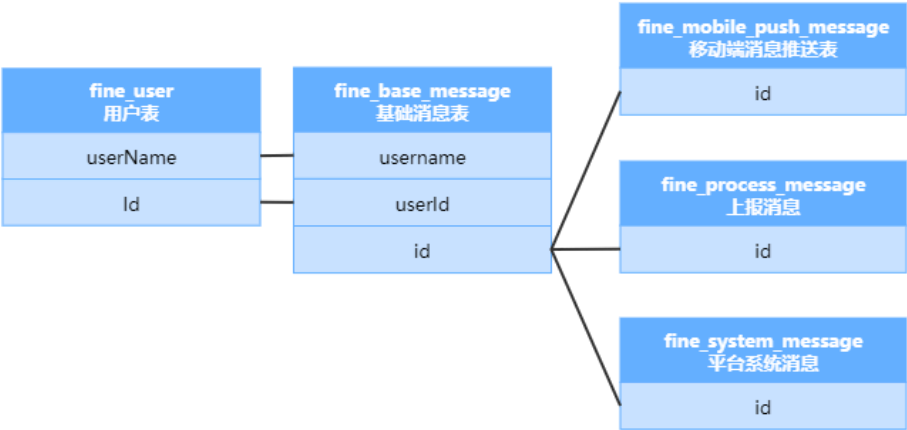 fine_user
用户表
userName
Id
fine_base_message
基础消息表
username
userId
id
fine_mobile_push_message
移动端消息推送表
id
fine_process_message
上报消息
id
fine_system_message
平台系统消息
id